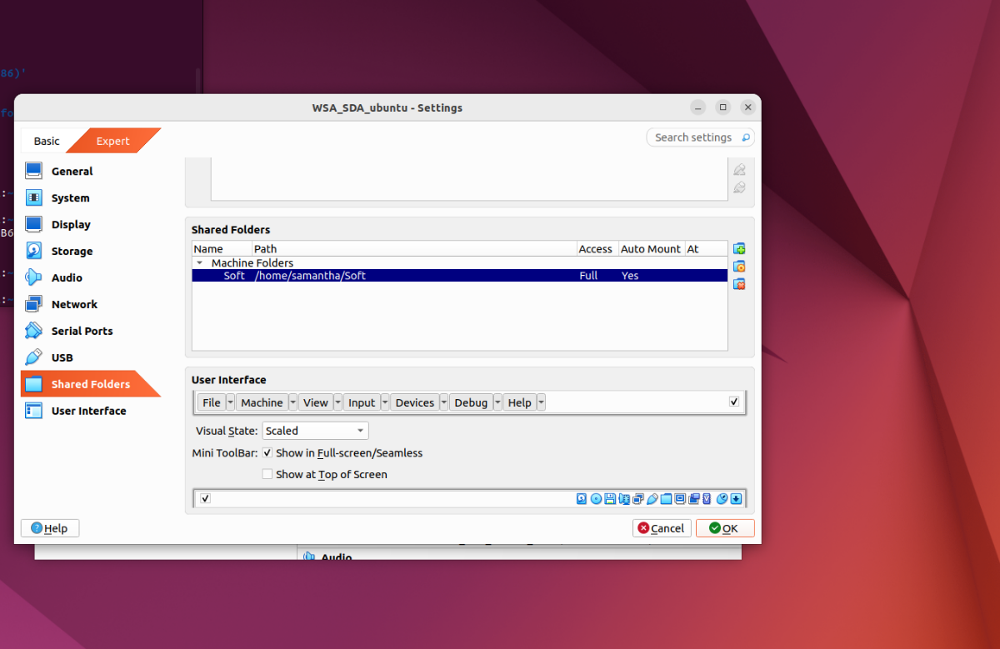 86)'
fo
WSA_SDA_ubuntu - Settings
Basic Expert Search settings
General
System
Display
Storage
Audio
Network
Serial Ports
USB
Shared Folders
User Interface
Shared Folders
Name Path Access Auto Mount At
Machine Folders
Soft /home/samantha/Soft Full Yes
User Interface
File Machine View Input Devices Debug Help
Visual State: Scaled
Mini ToolBar: Show in Full-screen/Seamless
Show at Top of Screen
Help Cancel OK
:~
:~
B6
:~
:~
Audio